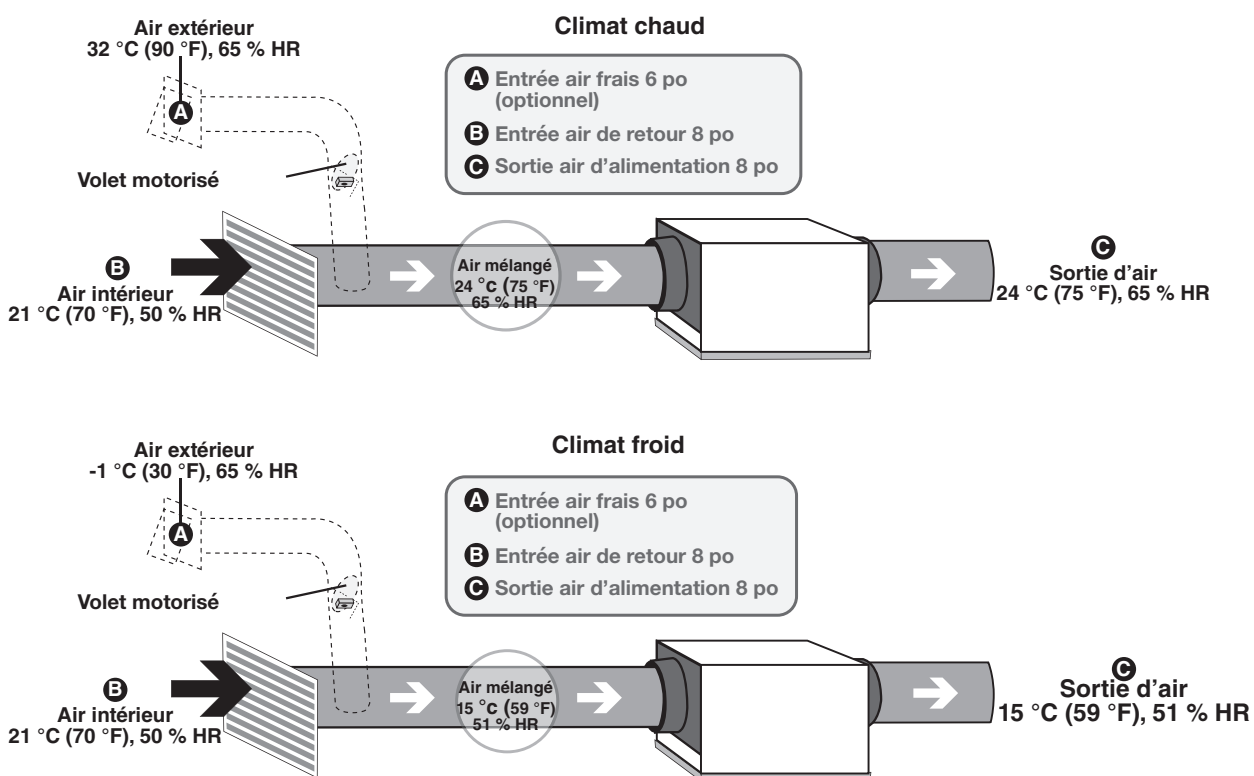 Climat chaud
Air extérieur
32 °C (90 °F), 65 % HR
A
A Entrée air frais 6 po
(optionnel)
B Entrée air de retour 8 po
C Sortie air d’alimentation 8 po
Volet motorisé
B
Air intérieur
21 °C (70 °F), 50 % HR
Air mélangé
24 °c (75 °F)
65 % HR
C
Sortie d'air
24 °C (75 °F), 65 % HR
Climat froid
Air extérieur
-1 °C (30 °F), 65 % HR
A
A Entrée air frais 6 po
(optionnel)
B Entrée air de retour 8 po
C Sortie air d’alimentation 8 po
Volet motorisé
B
Air intérieur
21 °C (70 °F), 50 % HR
Air mélangé
15 °c (59 °F)
51 % HR
C
Sortie d'air
15 °C (59 °F), 51 % HR